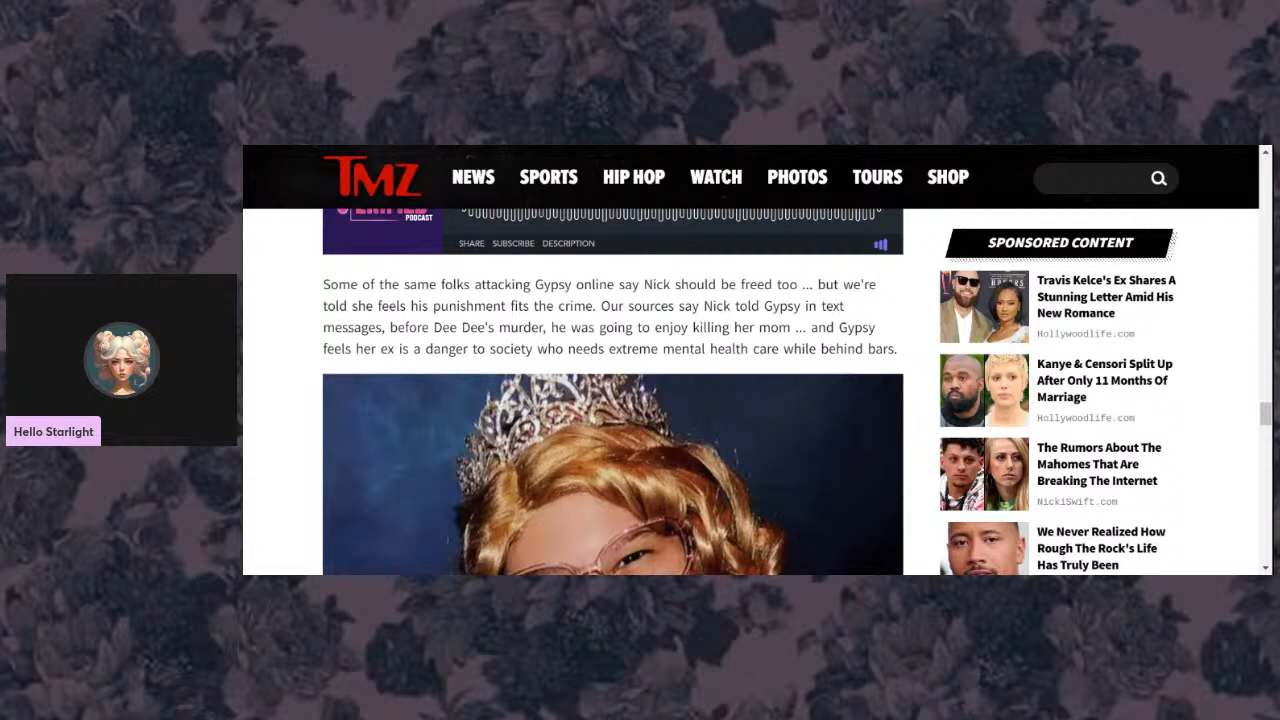 TMZ
NEWS SPORTS HIP HOP WATCH PHOTOS TOURS SHOP
PODCAST
SHARE SUBSCRIBE DESCRIPTION
Some of the same folks attacking Gypsy online say Nick should be freed too ... but we're
told she feels his punishment fits the crime. Our sources say Nick told Gypsy in text
messages, before Dee Dee's murder, he was going to enjoy killing her mom ... and Gypsy
feels her ex is a danger to society who needs extreme mental health care while behind bars.
SPONSORED CONTENT
Travis Kelce's Ex Shares A
Stunning Letter Amid His
New Romance
Hollywoodlife.com
Kanye & Censori Split Up
After Only 11 Months Of
Marriage
Hollywoodlife.com
The Rumors About The
Mahomes That Are
Breaking The Internet
NickiSwift.com
We Never Realized How
Rough The Rock's Life
Has Truly Been
Hello Starlight